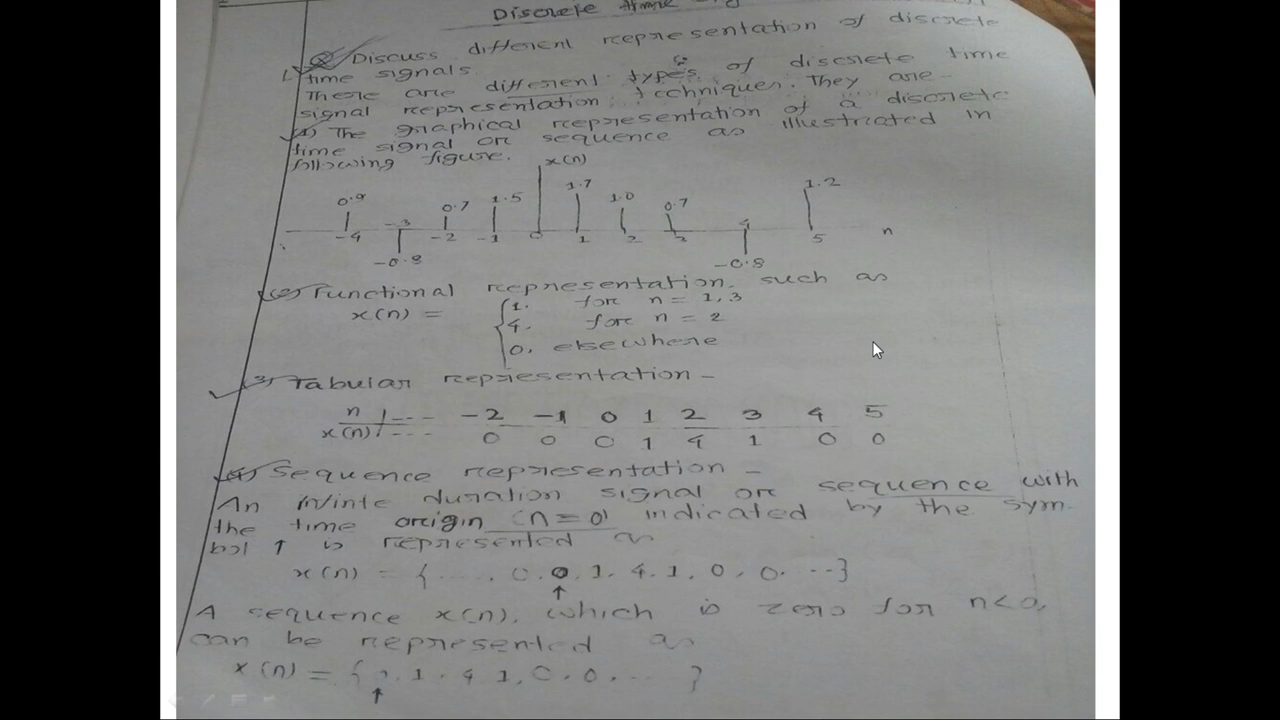 Discrete time
1. Q Discuss different representation of discrete
time signals
There are different types of discrete time
signal representation techniques. They are
(1) The graphical representation of a discrete
time signal or sequence as illustrated in
following figure.
x(n)
0.9 -3 0.7 1.5 1.7 1.0 0.7 4 1.2
-4 -2 -1 0 1 2 3 5 n
-0.8 -0.8
(2) Functional representation, such as
x(n) = { 1. for n = 1,3
4. for n = 2
0. elsewhere
3) Tabular representation -
n | --- -2 -1 0 1 2 3 4 5
x(n) | --- 0 0 0 1 4 1 0 0
(4) Sequence representation -
An infinte duration signal or sequence with
the time origin (n = 0) indicated by the sym-
bol ↑ is represented as
x(n) = { ...., 0, 0, 1, 4, 1, 0, 0. --}
↑
A sequence x(n), which is zero for n<0,
can be represented as
x(n) = { 0, 1, 4 1, 0, 0, ... }
↑